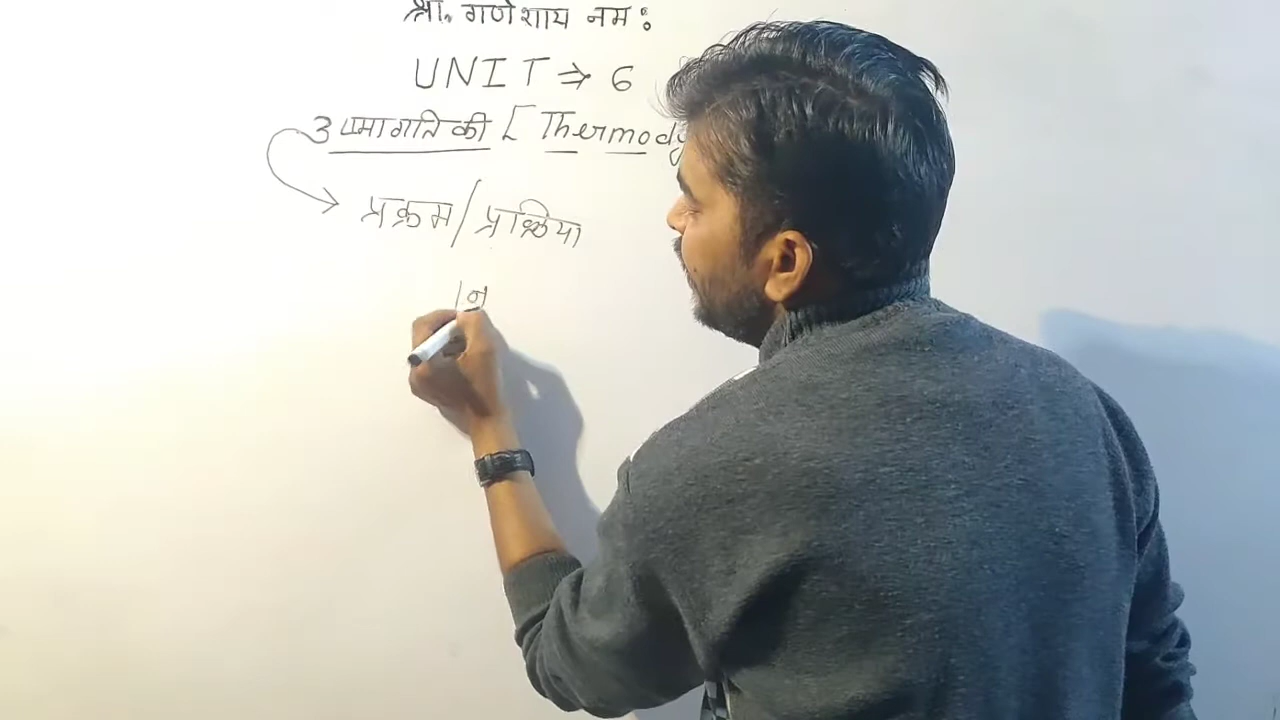 श्री. गणेशाय नमः
UNIT ⇒ 6
उष्मागतिकी [ Thermody
प्रक्रम/प्रक्रिया